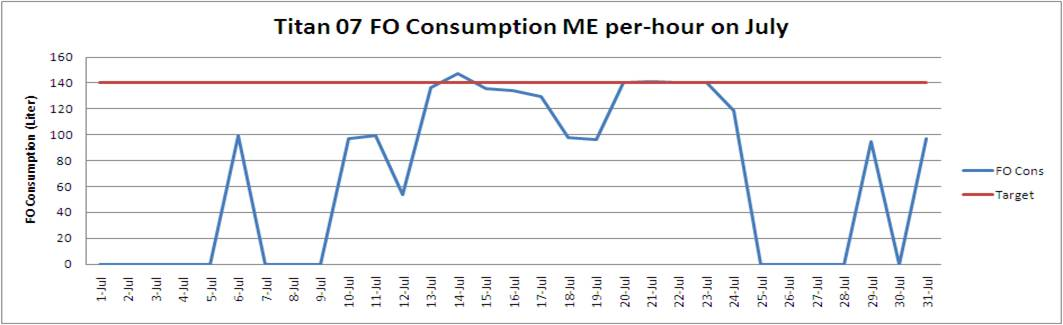 Titan 07 FO Consumption ME per-hour on July
FO Consumption (Liter)
160
140
120
100
80
60
40
20
0
1-Jul
2-Jul
3-Jul
4-Jul
5-Jul
6-Jul
7-Jul
8-Jul
9-Jul
10-Jul
11-Jul
12-Jul
13-Jul
14-Jul
15-Jul
16-Jul
17-Jul
18-Jul
19-Jul
20-Jul
21-Jul
22-Jul
23-Jul
24-Jul
25-Jul
26-Jul
27-Jul
28-Jul
29-Jul
30-Jul
31-Jul
FO Cons
Target